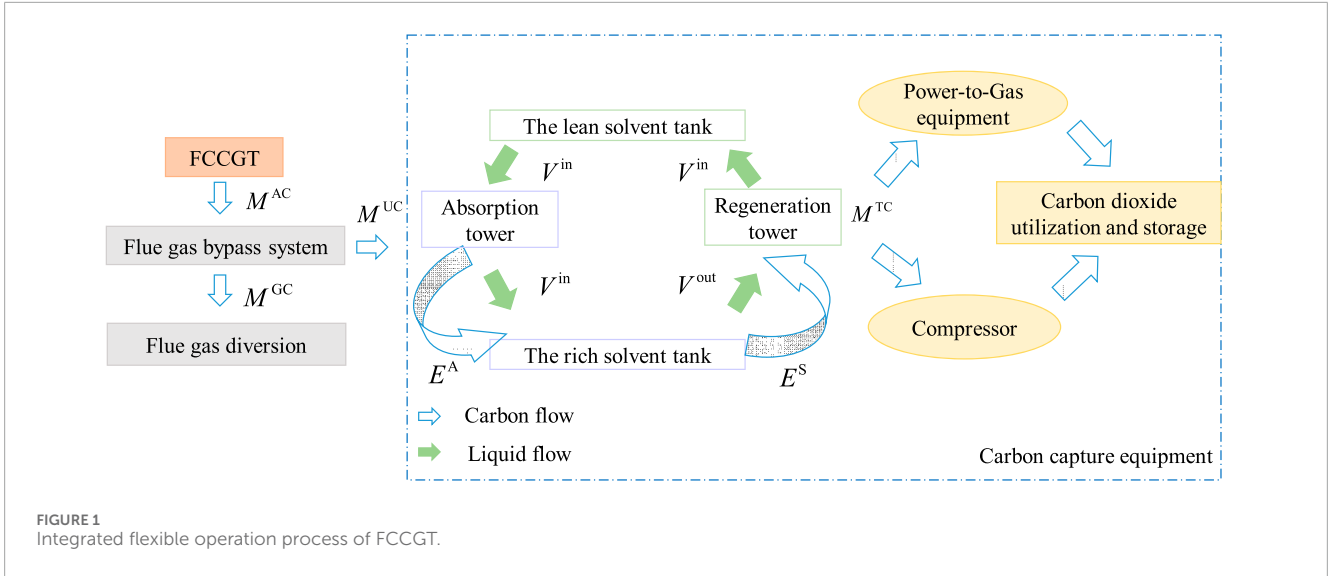 FCCGT
M^AC
Flue gas bypass system
M^GC
Flue gas diversion
M^UC
The lean solvent tank
V^in
V^in
Absorption
tower
Regeneration
tower
V^in
V^out
The rich solvent tank
E^A
E^S
M^TC
Power-to-Gas
equipment
Carbon dioxide
utilization and storage
Compressor
Carbon flow
Liquid flow
Carbon capture equipment
FIGURE 1
Integrated flexible operation process of FCCGT.